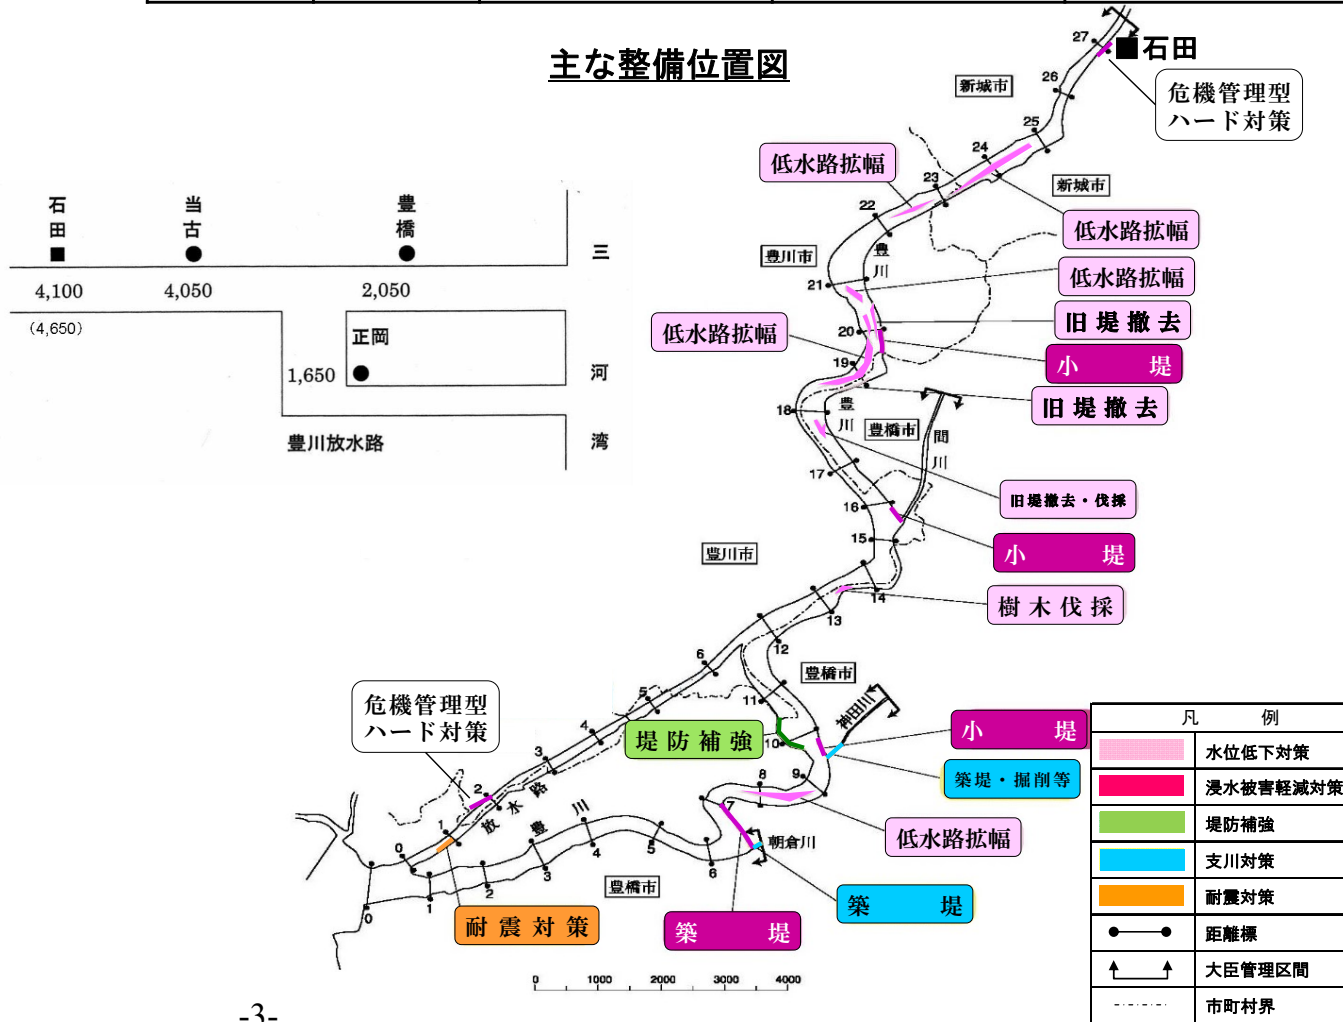 主な整備位置図
27
■石田
危機管理型
ハード対策
26
新城市
25
24
低水路拡幅
23
新城市
22
低水路拡幅
豊川市
豊川
低水路拡幅
21
旧堤撤去
20
低水路拡幅
小 堤
19
旧堤撤去
18
豊川
豊橋市
間川
17
旧堤撤去・伐採
16
15
小 堤
豊川市
14
樹木伐採
13
12
石田
当古
豊橋
三
4,100
4,050
2,050
(4,650)
正岡
1,650
河
豊川放水路
湾
6
豊橋市
5
11
神田川
危機管理型
ハード対策
4
堤防補強
10
小 堤
3
築堤・掘削等
2
放水路
8
9
7
豊川
1
朝倉川
低水路拡幅
0
4
5
6
3
2
豊橋市
1
0
築 堤
耐震対策
築 堤
0
1000
2000
3000
4000
凡 例
水位低下対策
浸水被害軽減対策
堤防補強
支川対策
耐震対策
距離標
大臣管理区間
市町村界
-3-